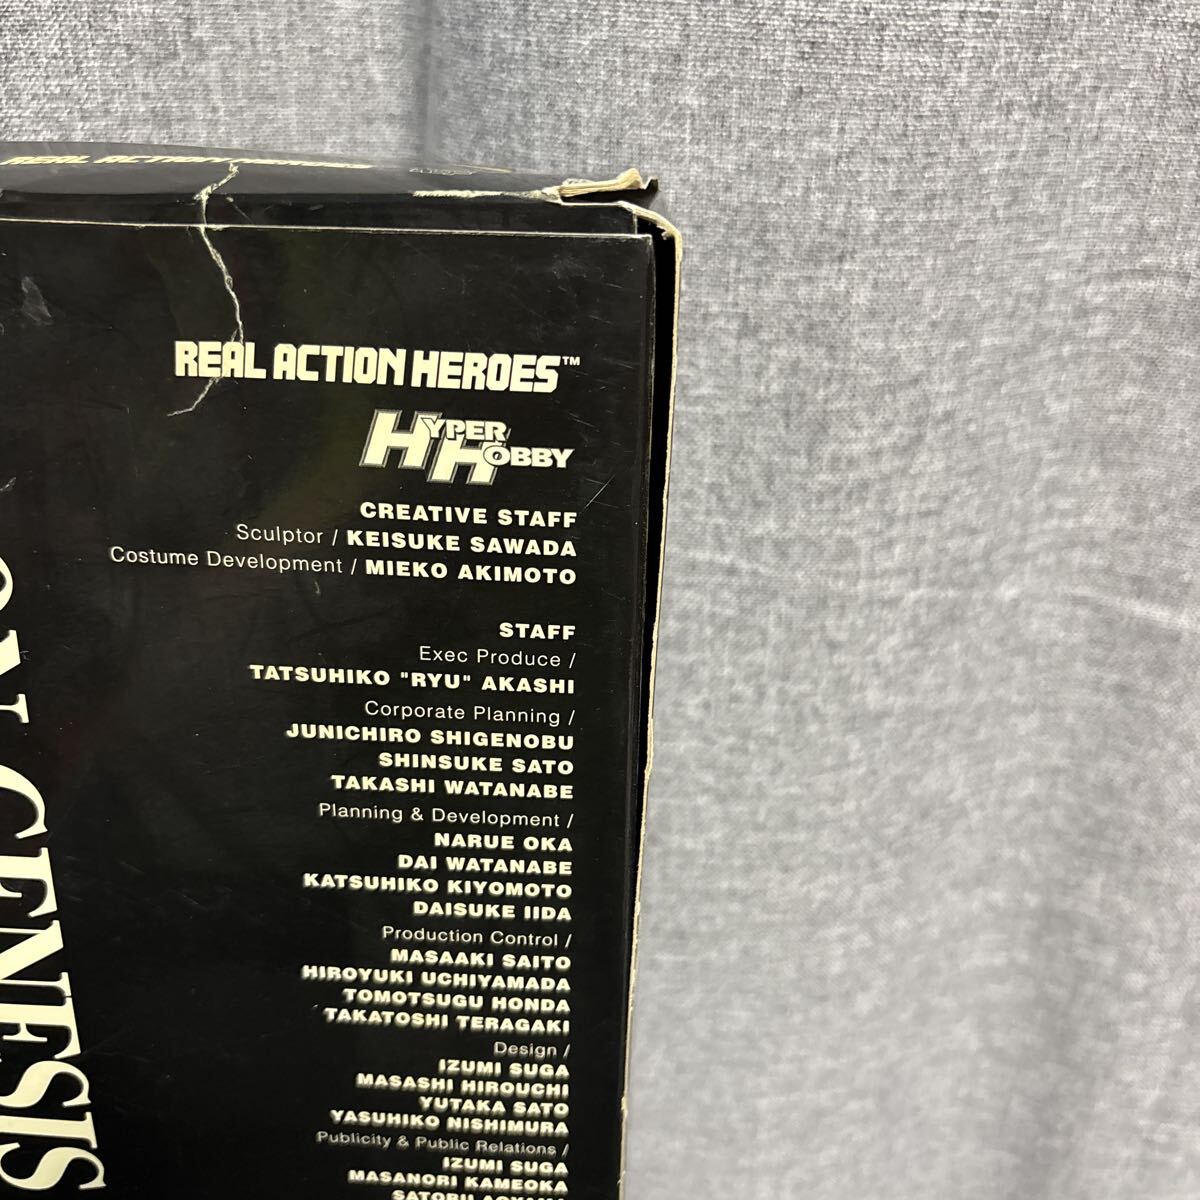 REAL ACTION HEROES
REAL ACTION HEROES™
HYPER
HOBBY
CREATIVE STAFF
Sculptor / KEISUKE SAWADA
Costume Development / MIEKO AKIMOTO
STAFF
Exec Produce /
TATSUHIKO "RYU" AKASHI
Corporate Planning /
JUNICHIRO SHIGENOBU
SHINSUKE SATO
TAKASHI WATANABE
Planning & Development /
NARUE OKA
DAI WATANABE
KATSUHIKO KIYOMOTO
DAISUKE IIDA
Production Control /
MASAAKI SAITO
HIROYUKI UCHIYAMADA
TOMOTSUGU HONDA
TAKATOSHI TERAGAKI
Design /
IZUMI SUGA
MASASHI HIROUCHI
YUTAKA SATO
YASUHIKO NISHIMURA
Publicity & Public Relations /
IZUMI SUGA
MASANORI KAMEOKA
SATORU
ON GENESIS